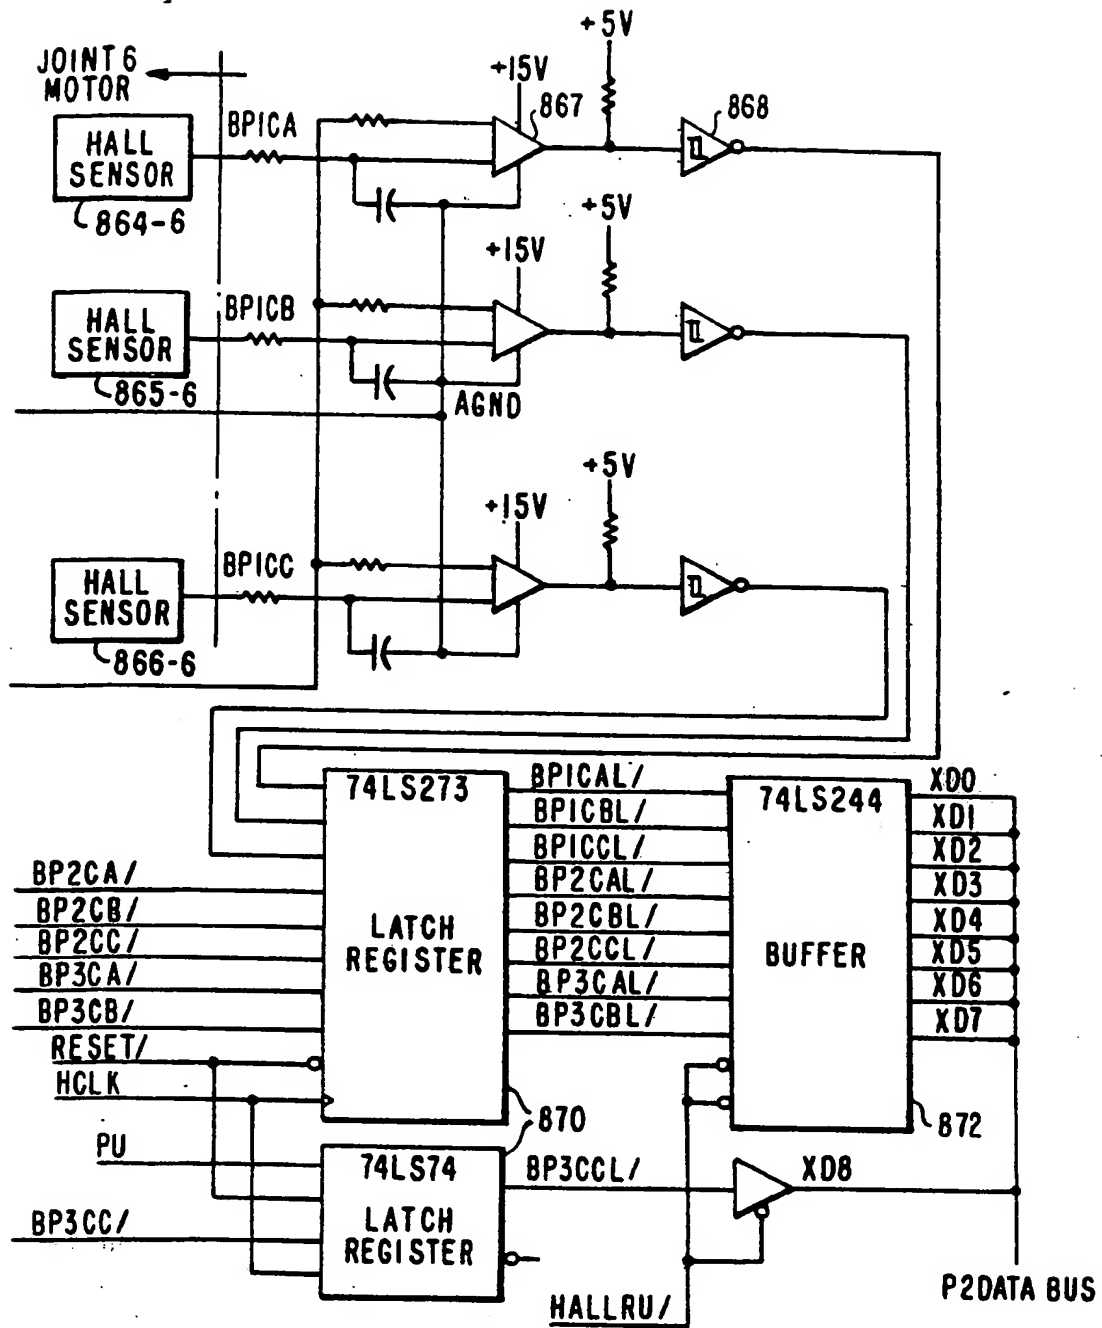 +5V
JOINT 6
MOTOR
+15V
867
868
HALL
SENSOR
BP1CA
864-6
+5V
+15V
HALL
SENSOR
BP1CB
865-6
AGND
+5V
+15V
HALL
SENSOR
BP1CC
866-6
74LS273
LATCH
REGISTER
BP1CAL/
BP1CBL/
BP1CCL/
BP2CAL/
BP2CBL/
BP2CCL/
BP3CAL/
BP3CBL/
74LS244
BUFFER
XD0
XD1
XD2
XD3
XD4
XD5
XD6
XD7
BP2CA/
BP2CB/
BP2CC/
BP3CA/
BP3CB/
RESET/
HCLK
870
872
PU
74LS74
LATCH
REGISTER
BP3CCL/
XD8
BP3CC/
HALLRU/
P2DATA BUS